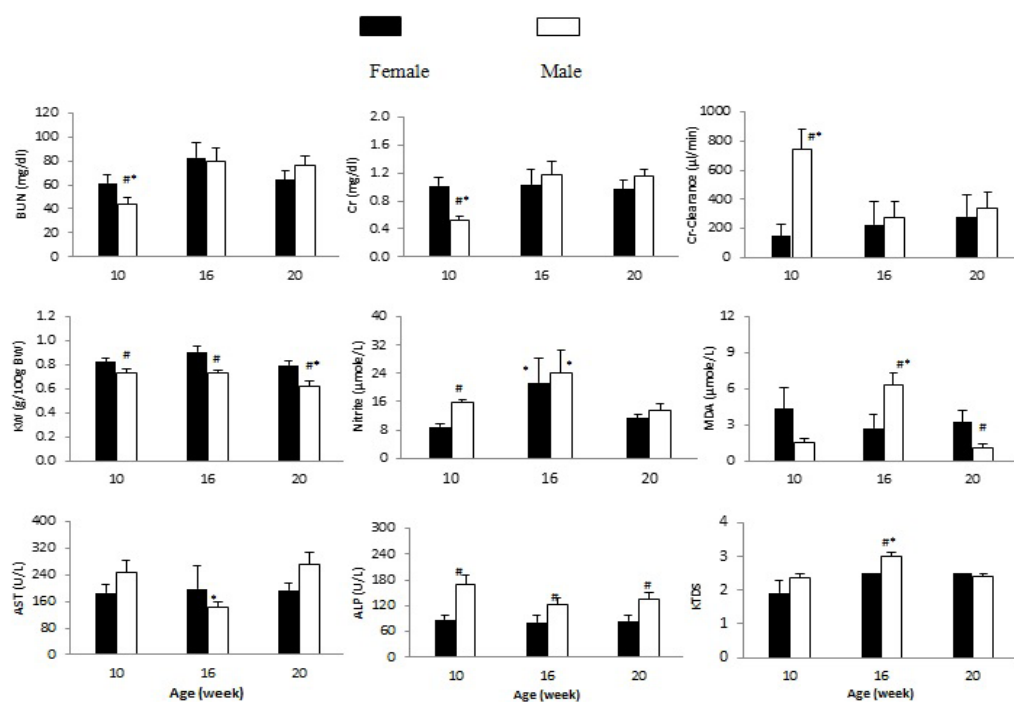 Female Male
BUN (mg/dl)
120
100
80
60
40
20
0
#*
10 16 20
Cr (mg/dl)
2.0
1.6
1.2
0.8
0.4
0.0
#*
10 16 20
Cr-Clearance (µl/min)
1000
800
600
400
200
0
#*
10 16 20
KW (g/100g BW)
1.2
1.0
0.8
0.6
0.4
0.2
0.0
# # #*
10 16 20
Nitrite (µmole/L)
40
32
24
16
8
0
# * *
10 16 20
MDA (µmole/L)
12
9
6
3
0
#* #
10 16 20
AST (U/L)
400
320
240
160
80
0
*
10 16 20
Age (week)
ALP (U/L)
300
240
180
120
60
0
# # #
10 16 20
Age (week)
KTDS
4
3
2
1
0
#*
10 16 20
Age (week)